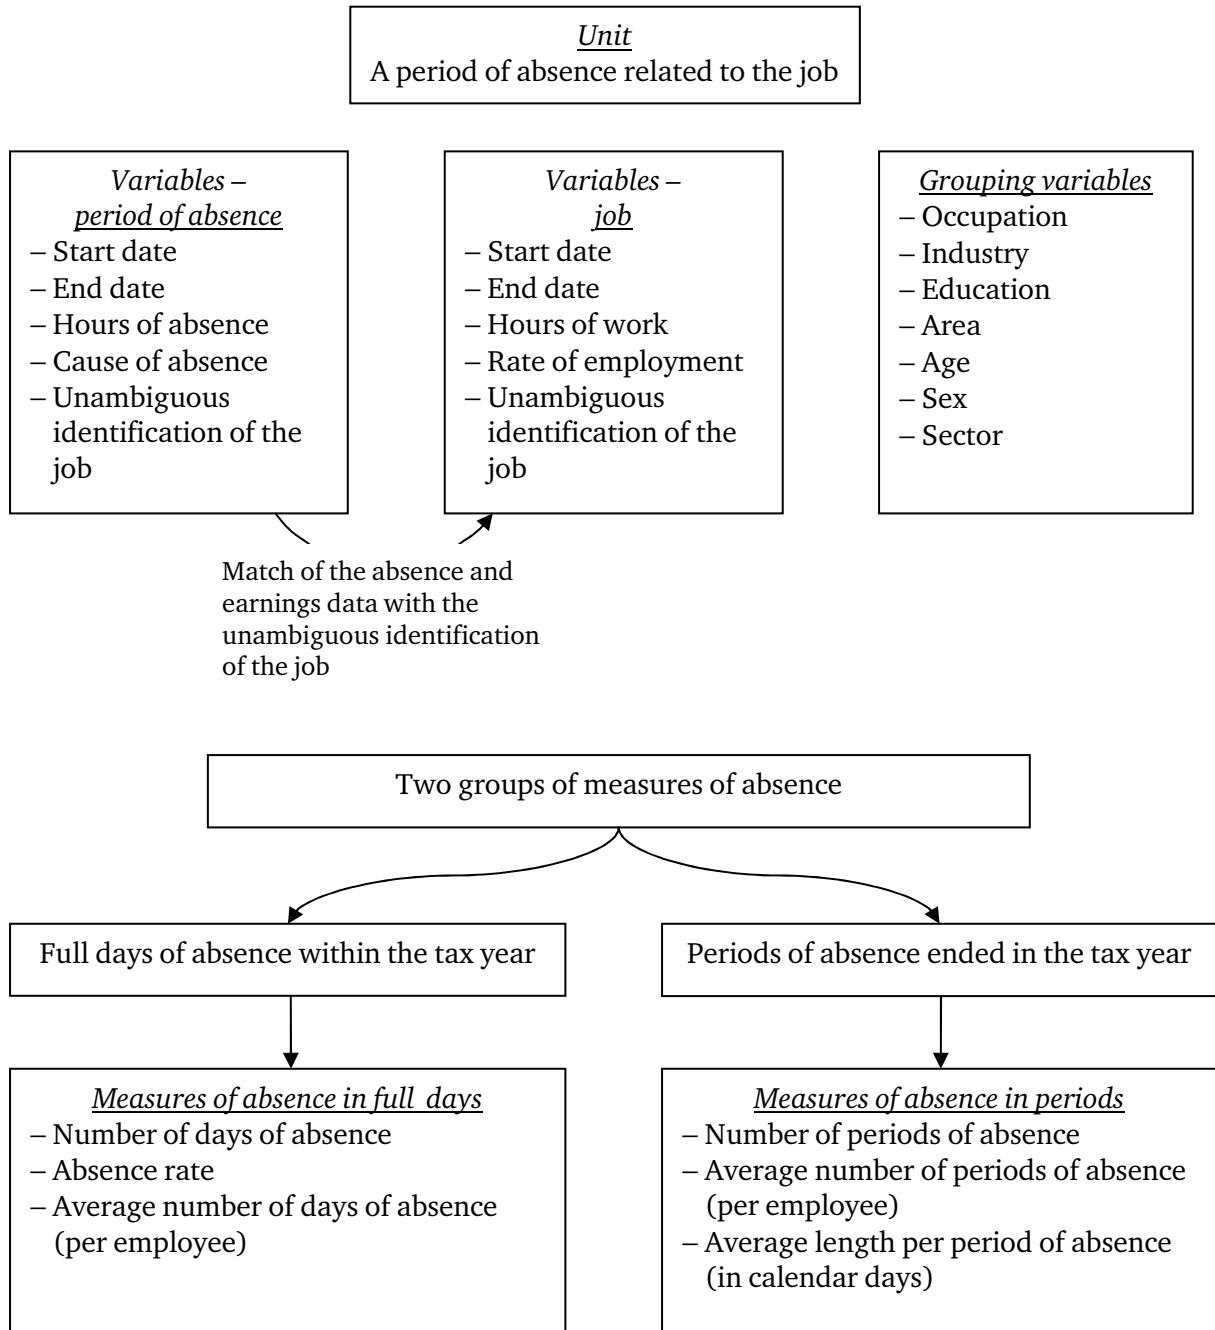 Unit
A period of absence related to the job
Variables –
period of absence
– Start date
– End date
– Hours of absence
– Cause of absence
– Unambiguous
identification of the
job
Variables –
job
– Start date
– End date
– Hours of work
– Rate of employment
– Unambiguous
identification of the
job
Grouping variables
– Occupation
– Industry
– Education
– Area
– Age
– Sex
– Sector
Match of the absence and
earnings data with the
unambiguous identification
of the job
Two groups of measures of absence
Full days of absence within the tax year
Periods of absence ended in the tax year
Measures of absence in full days
– Number of days of absence
– Absence rate
– Average number of days of absence
(per employee)
Measures of absence in periods
– Number of periods of absence
– Average number of periods of absence
(per employee)
– Average length per period of absence
(in calendar days)